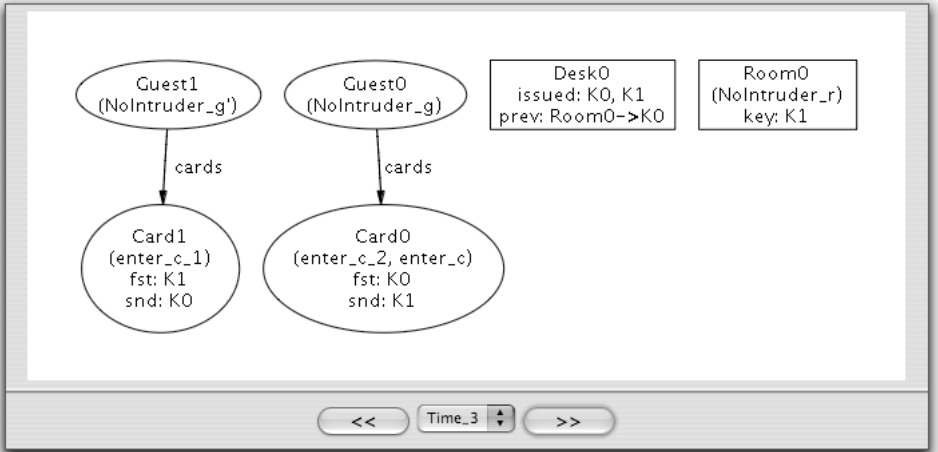 Guest1
(NoIntruder_g')
Guest0
(NoIntruder_g)
Desk0
issued: K0, K1
prev: Room0->K0
Room0
(NoIntruder_r)
key: K1
cards
cards
Card1
(enter_c_1)
fst: K1
snd: K0
Card0
(enter_c_2, enter_c)
fst: K0
snd: K1
<<
Time_3
>>